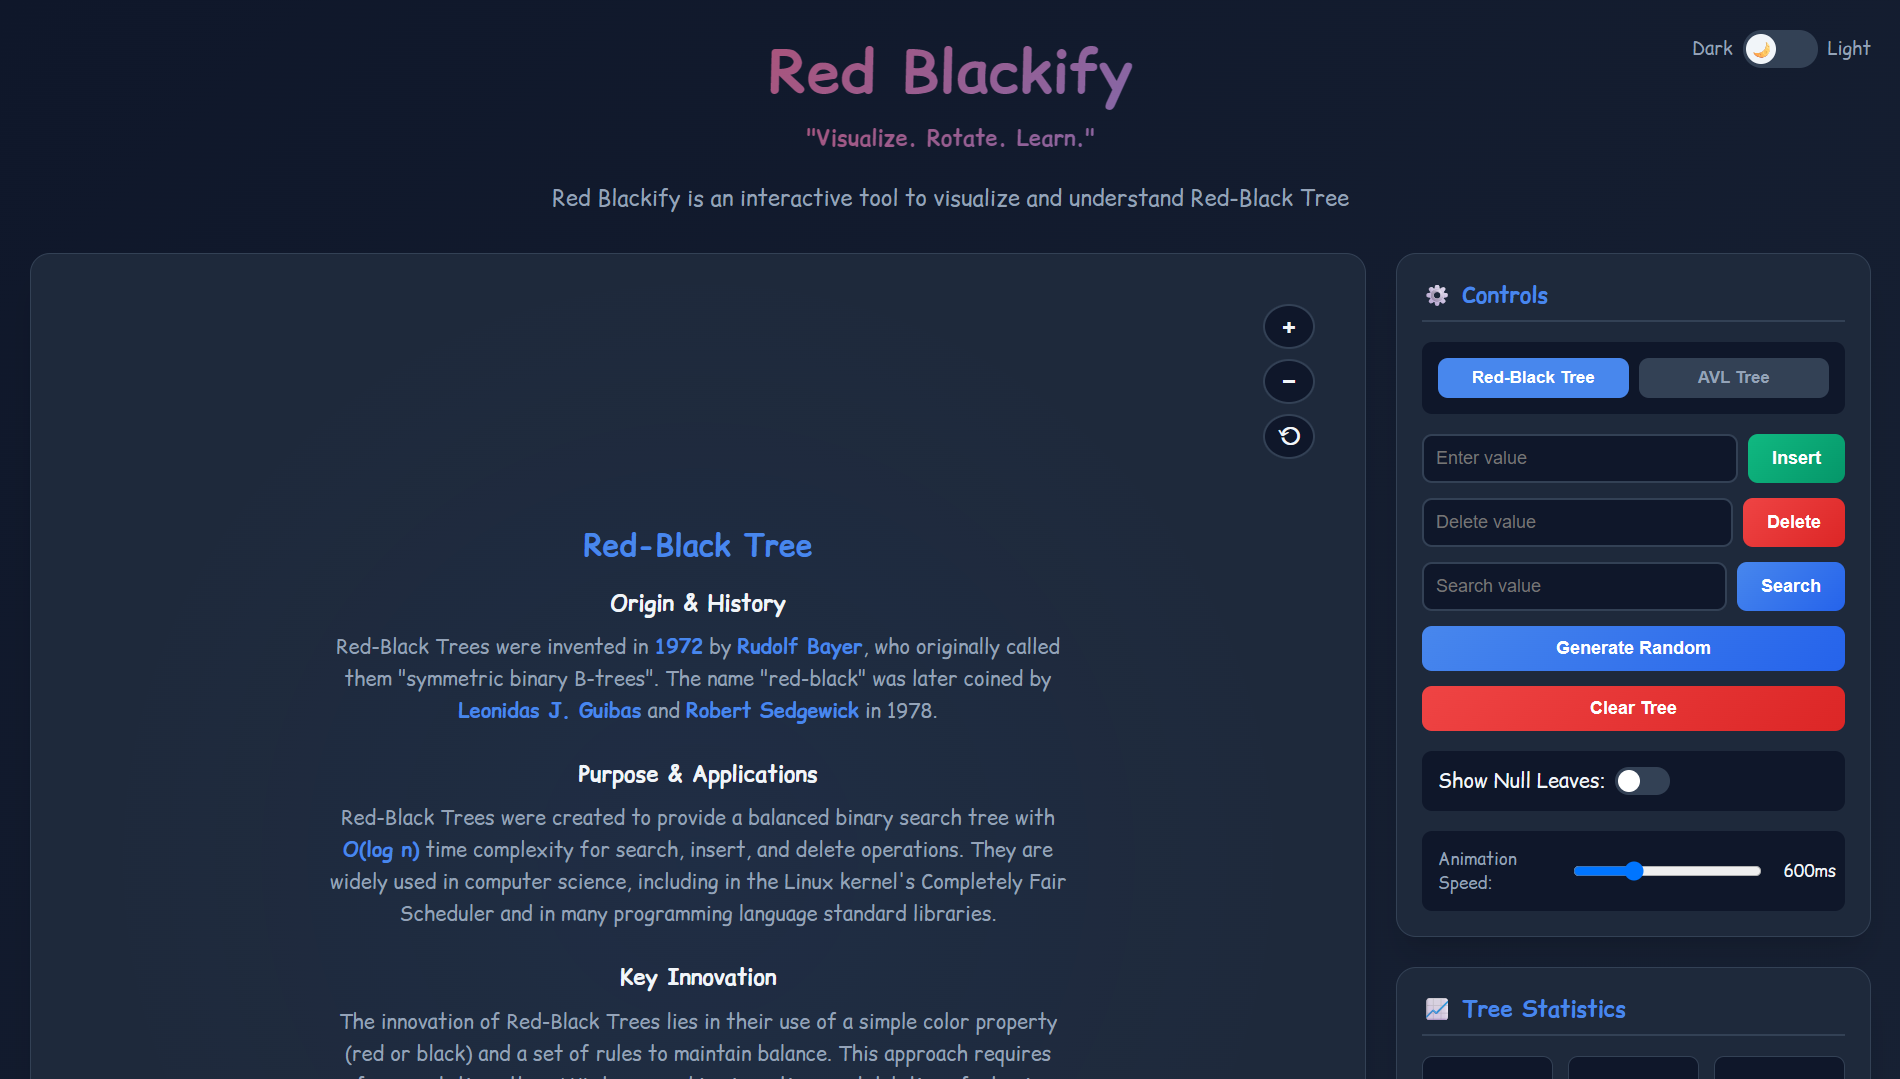 Red Blackify
"Visualize. Rotate. Learn."
Red Blackify is an interactive tool to visualize and understand Red-Black Tree
Dark
Light
+
−
Red-Black Tree
Origin & History
Red-Black Trees were invented in 1972 by Rudolf Bayer, who originally called
them "symmetric binary B-trees". The name "red-black" was later coined by
Leonidas J. Guibas and Robert Sedgewick in 1978.
Purpose & Applications
Red-Black Trees were created to provide a balanced binary search tree with
O(log n) time complexity for search, insert, and delete operations. They are
widely used in computer science, including in the Linux kernel's Completely Fair
Scheduler and in many programming language standard libraries.
Key Innovation
The innovation of Red-Black Trees lies in their use of a simple color property
(red or black) and a set of rules to maintain balance. This approach requires
Controls
Red-Black Tree
AVL Tree
Enter value
Insert
Delete value
Delete
Search value
Search
Generate Random
Clear Tree
Show Null Leaves:
Animation
Speed:
600ms
Tree Statistics